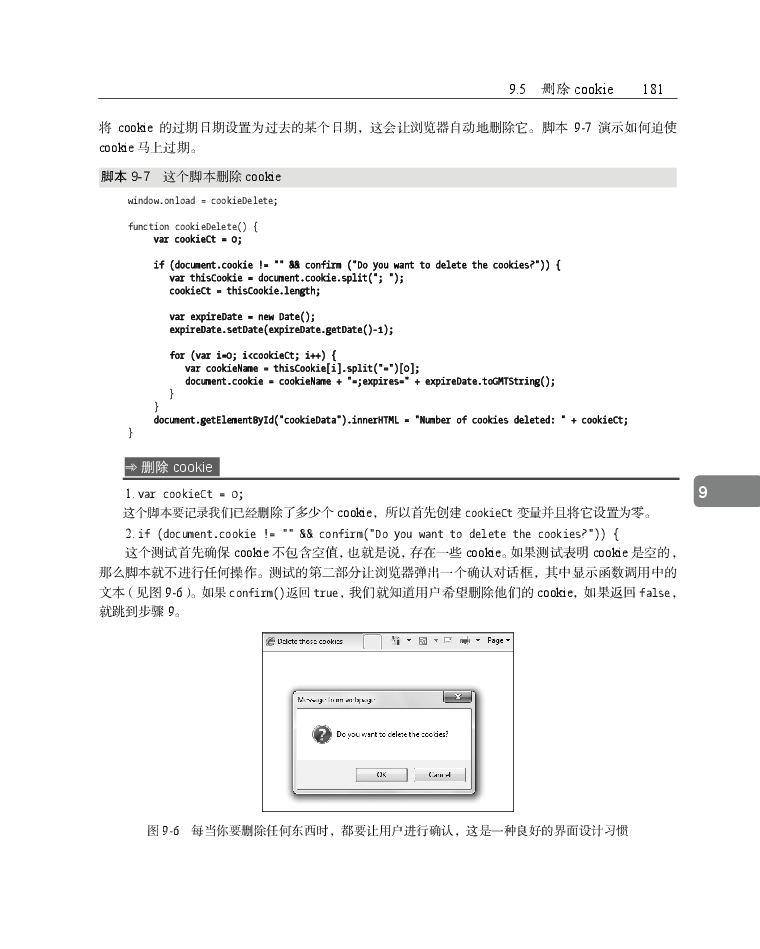 9.5 删除 cookie 181
将 cookie 的过期日期设置为过去的某个日期，这会让浏览器自动地删除它。脚本 9-7 演示如何迫使
cookie 马上过期。
脚本 9-7 这个脚本删除 cookie
window.onload = cookieDelete;
function cookieDelete() {
var cookieCt = 0;
if (document.cookie != "" && confirm ("Do you want to delete the cookies?")) {
var thisCookie = document.cookie.split("; ");
cookieCt = thisCookie.length;
var expireDate = new Date();
expireDate.setDate(expireDate.getDate()-1);
for (var i=0; i<cookieCt; i++) {
var cookieName = thisCookie[i].split("=")[0];
document.cookie = cookieName + "=;expires=" + expireDate.toGMTString();
}
}
document.getElementById("cookieData").innerHTML = "Number of cookies deleted: " + cookieCt;
}
删除 cookie
9
1. var cookieCt = 0;
这个脚本要记录我们已经删除了多少个 cookie，所以首先创建 cookieCt 变量并且将它设置为零。
2. if (document.cookie != "" && confirm("Do you want to delete the cookies?")) {
这个测试首先确保 cookie 不包含空值，也就是说，存在一些 cookie。如果测试表明 cookie 是空的，
那么脚本就不进行任何操作。测试的第二部分让浏览器弹出一个确认对话框，其中显示函数调用中的
文本（见图 9-6）。如果 confirm()返回 true，我们就知道用户希望删除他们的 cookie，如果返回 false，
就跳到步骤 9。
Delete those cookies Page
Message from webpage
Do you want to delete the cookies?
OK Cancel
图 9-6 每当你要删除任何东西时，都要让用户进行确认，这是一种良好的界面设计习惯